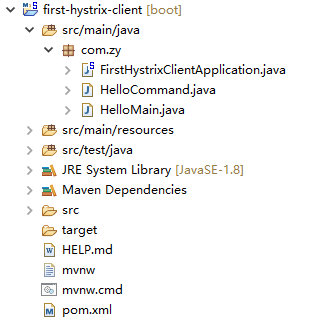 first-hystrix-client [boot]
src/main/java
com.zy
FirstHystrixClientApplication.java
HelloCommand.java
HelloMain.java
src/main/resources
src/test/java
JRE System Library [JavaSE-1.8]
Maven Dependencies
src
target
HELP.md
mvnw
mvnw.cmd
pom.xml